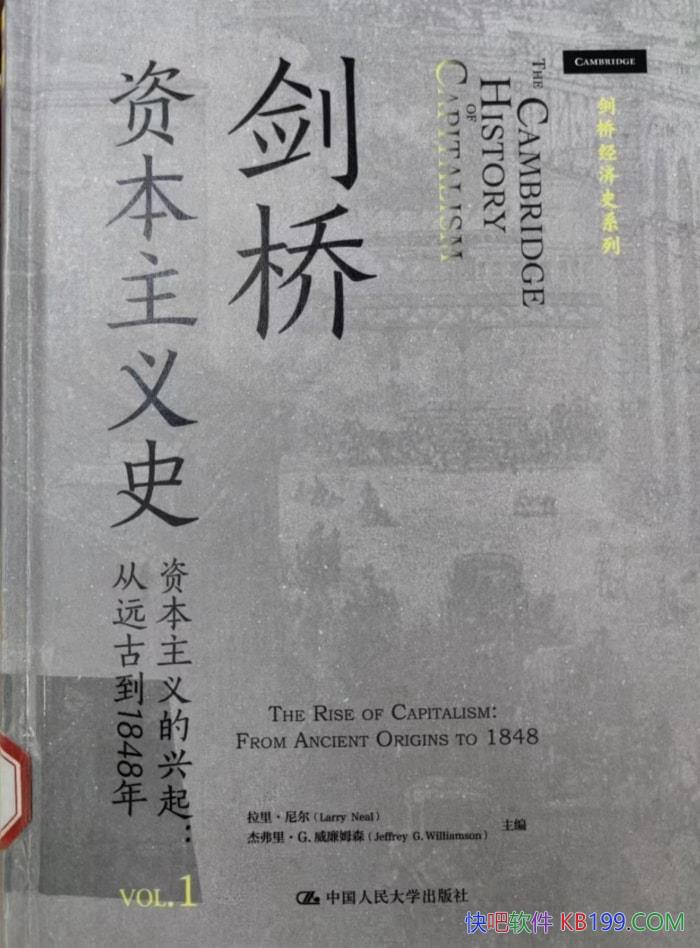 CAMBRIDGE
剑桥经济史系列
THE CAMBRIDGE
HISTORY
OF
CAPITALISM
剑桥
资本主义史
资本主义的兴起：
从远古到1848年
THE RISE OF CAPITALISM:
FROM ANCIENT ORIGINS TO 1848
拉里·尼尔（Larry Neal）
杰弗里·G.威廉姆森（Jeffrey G. Williamson）
主编
VOL.1
中国人民大学出版社
快吧软件 KB199.COM